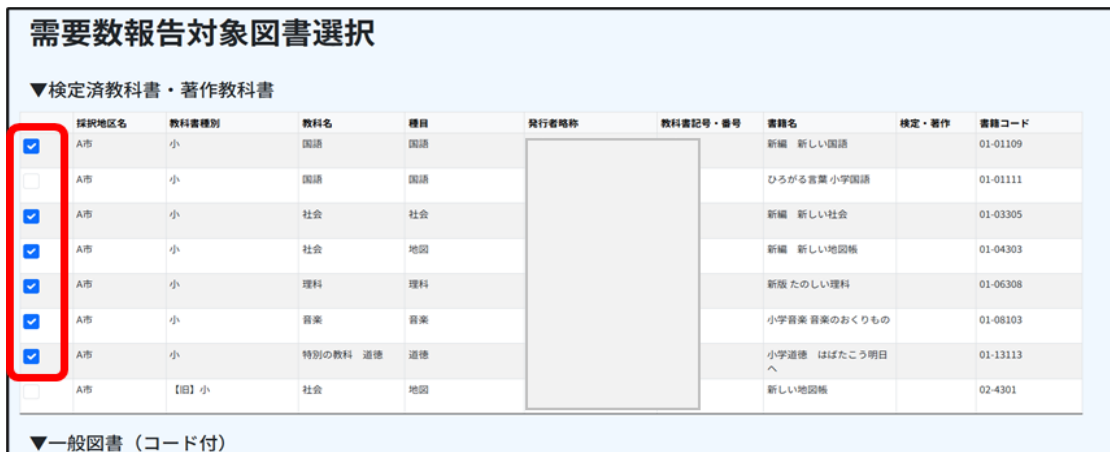 需要数報告対象図書選択
▼検定済教科書・著作教科書
採択地区名 教科書種別 教科名 種目 発行者略称 教科書記号・番号 書籍名 検定・著作 書籍コード
A市 小 国語 国語 新編　新しい国語 01-01109
A市 小 国語 国語 ひろがる言葉 小学国語 01-01111
A市 小 社会 社会 新編　新しい社会 01-03305
A市 小 社会 地図 新編　新しい地図帳 01-04303
A市 小 理科 理科 新版 たのしい理科 01-06308
A市 小 音楽 音楽 小学音楽 音楽のおくりもの 01-08103
A市 小 特別の教科　道徳 道徳 小学道徳　はばたこう明日 01-13113
へ
A市 【旧】小 社会 地図 新しい地図帳 02-4301
▼一般図書（コード付）